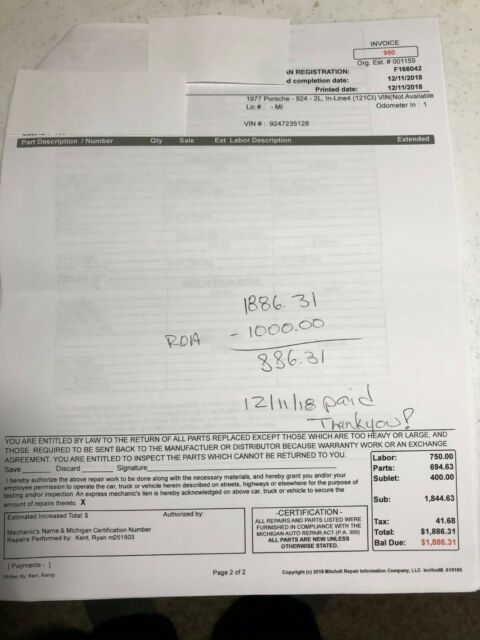 INVOICE
950
Org. Est. # 001159
AN REGISTRATION: F166042
d completion date: 12/11/2018
Printed date: 12/11/2018
1977 Porsche - 924 - 2L, In-Line4 (121CI) VIN(Not Available
Lic # : - MI Odometer In : 1
VIN # : 9247235128
Part Description / Number Qty Sale Ext Labor Description Extended
1886.31
ROA - 1000.00
886.31
12/11/18 paid
Thank you!
YOU ARE ENTITLED BY LAW TO THE RETURN OF ALL PARTS REPLACED EXCEPT THOSE WHICH ARE TOO HEAVY OR LARGE, AND
THOSE REQUIRED TO BE SENT BACK TO THE MANUFACTUER OR DISTRIBUTOR BECAUSE WARRANTY WORK OR AN EXCHANGE
AGREEMENT. YOU ARE ENTITLED TO INSPECT THE PARTS WHICH CANNOT BE RETURNED TO YOU.
Save Discard Signature
I hereby authorize the above repair work to be done along with the necessary materials, and hereby grant you and/or your
employee permission to operate the car, truck or vehicle herein described on streets, highways or elsewhere for the purpose of
testing and/or inspection. An express mechanic's lien is hereby acknowledged on above car, truck or vehicle to secure the
amount of repairs thereto X
Labor: 750.00
Parts: 694.63
Sublet: 400.00
Sub: 1,844.63
Tax: 41.68
Total: $1,886.31
Bal Due: $1,886.31
Estimated Increased Total $ Authorized by:
Mechanic's Name & Michigan Certification Number
Repairs Performed by: Kent, Ryan m251503
-CERTIFICATION -
ALL REPAIRS AND PARTS LISTED WERE
FURNISHED IN COMPLIANCE WITH THE
MICHIGAN AUTO REPAIR ACT (P.A. 300)
ALL PARTS ARE NEW UNLESS
OTHERWISE STATED.
[ Payments - ]
Written By: Kent, Randy
Page 2 of 2
Copyright (c) 2018 Mitchell Repair Information Company, LLC